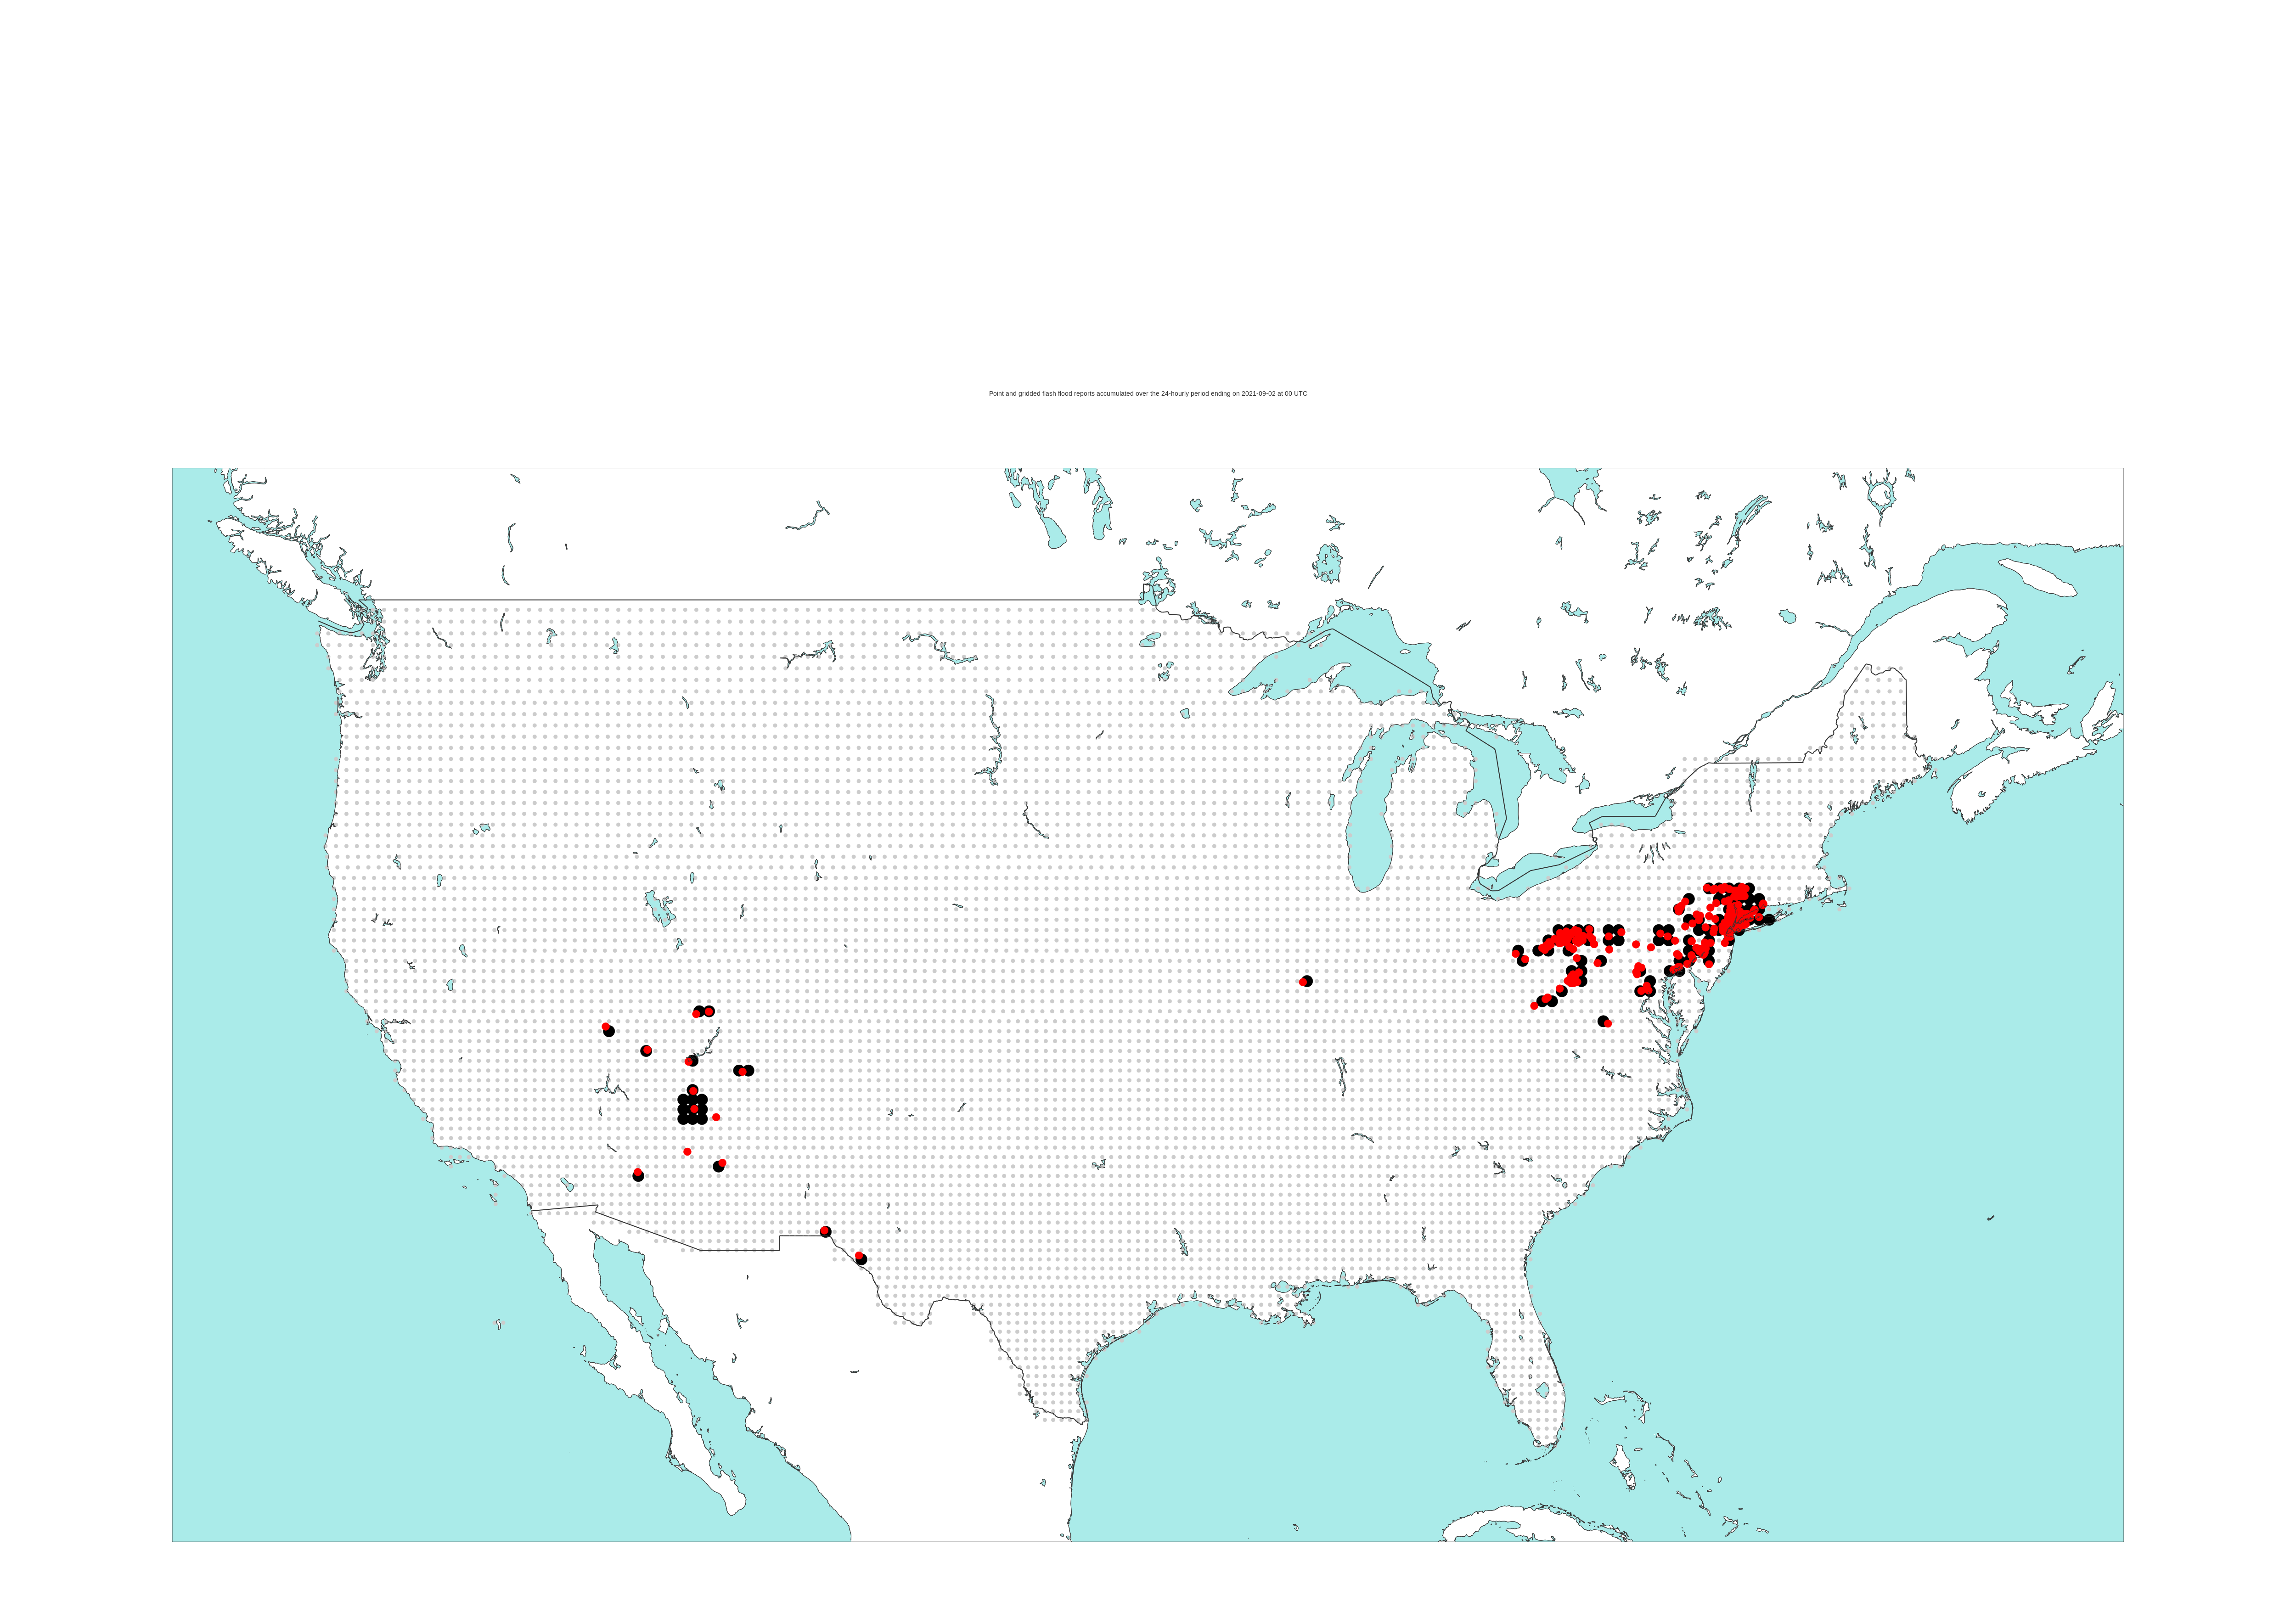 Point and gridded flash flood reports accumulated over the 24-hourly period ending on 2021-09-02 at 00 UTC